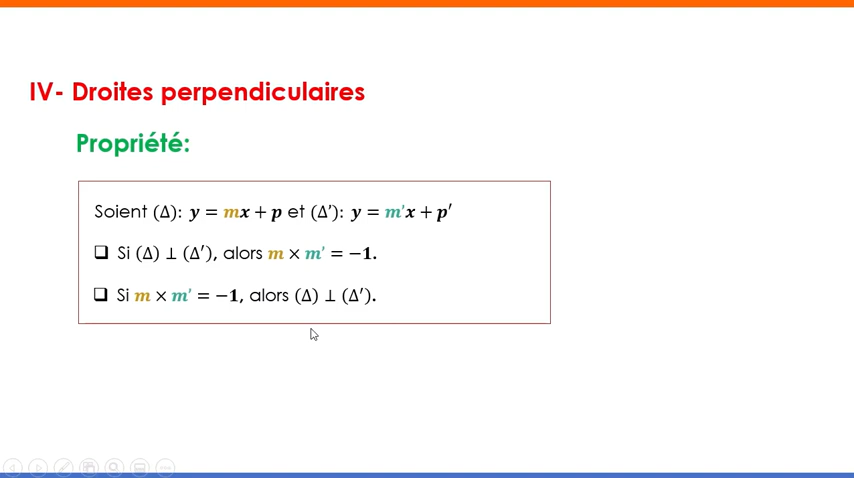 IV- Droites perpendiculaires
Propriété:
Soient (Δ): y = mx + p et (Δ'): y = m'x + p'
❑ Si (Δ) ⊥ (Δ′), alors m × m' = −1.
❑ Si m × m' = −1, alors (Δ) ⊥ (Δ′).